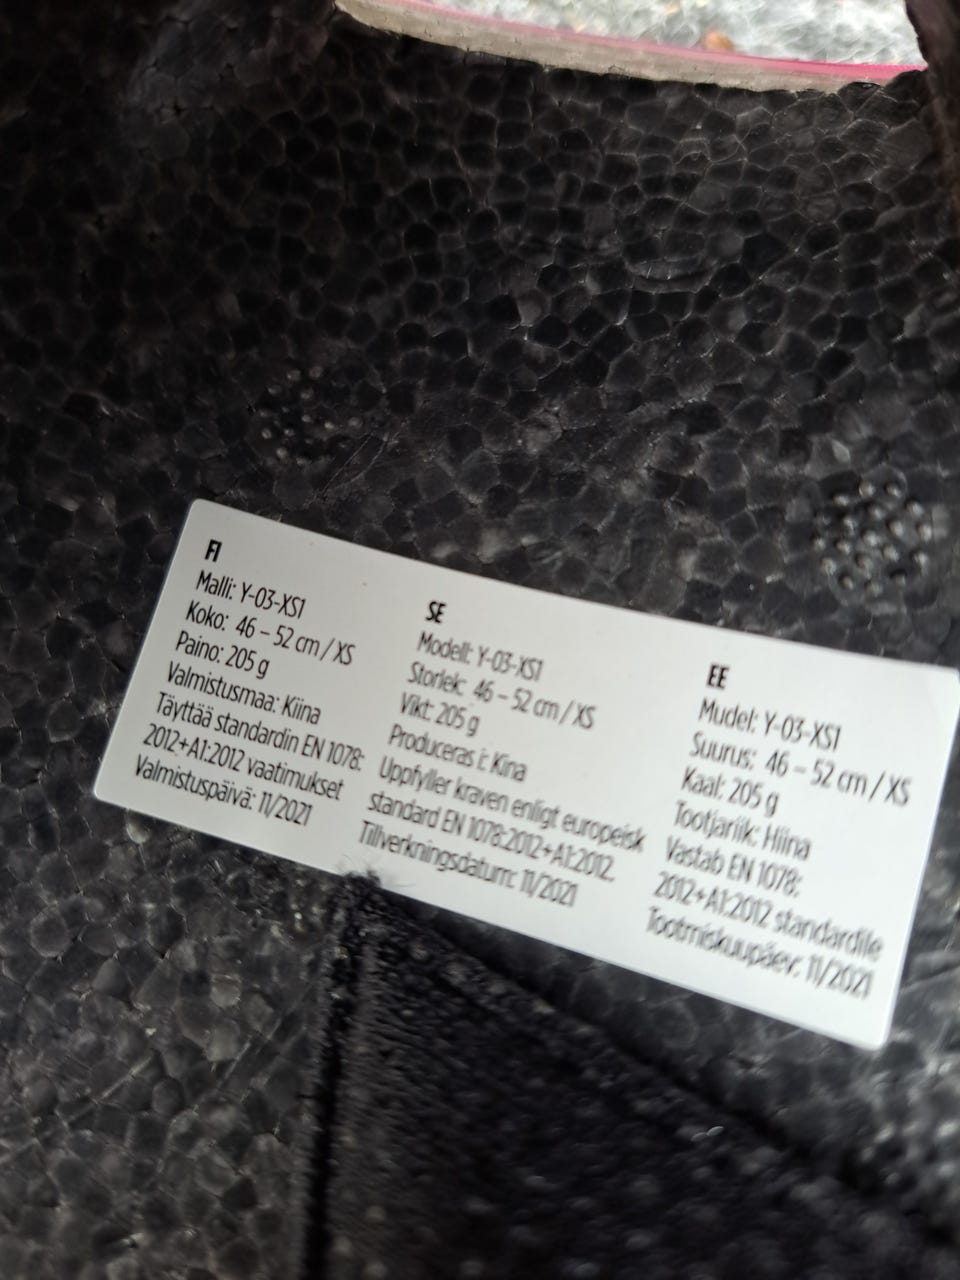 FI
Malli: Y-03-XS1
Koko: 46 – 52 cm / XS
Paino: 205 g
Valmistusmaa: Kiina
Täyttää standardin EN 1078:
2012+A1:2012 vaatimukset
Valmistuspäivä: 11/2021
SE
Modell: Y-03-XS1
Storlek: 46 – 52 cm / XS
Vikt: 205 g
Produceras i: Kina
Uppfyller kraven enligt europeisk
standard EN 1078:2012+A1:2012.
Tillverkningsdatum: 11/2021
EE
Mudel: Y-03-XS1
Suurus: 46 – 52 cm / XS
Kaal: 205 g
Tootjariik: Hiina
Vastab EN 1078:
2012+A1:2012 standardile
Tootmiskuupäev: 11/2021